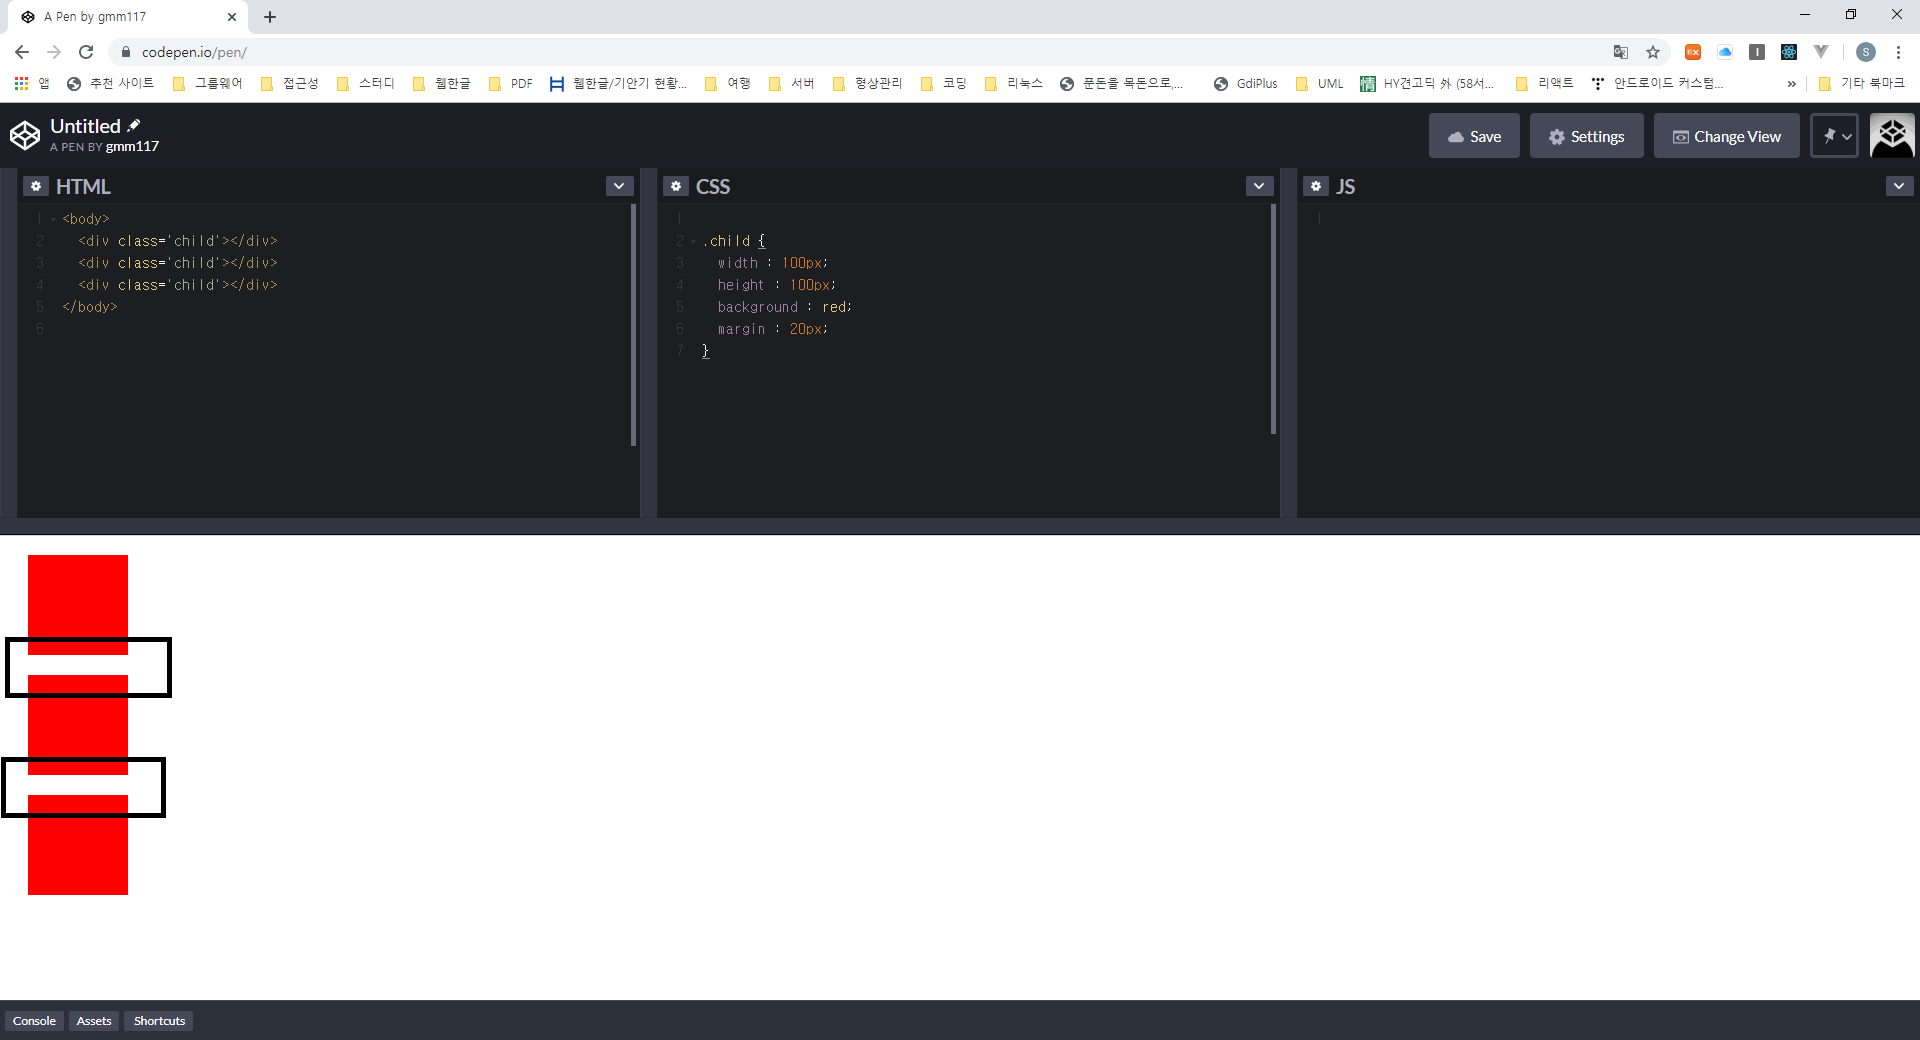 A Pen by gmm117
codepen.io/pen/
S
앱 추천 사이트 그룹웨어 접근성 스터디 웹한글 PDF 웹한글/기안기 현황... 여행 서버 형상관리 코딩 리눅스 푼돈을 목돈으로,... GdiPlus UML HY견고딕 外 (58서... 리액트 안드로이드 커스텀... » 기타 북마크
Untitled
A PEN BY gmm117
Save
Settings
Change View
HTML
1 <body>
2 <div class='child'></div>
3 <div class='child'></div>
4 <div class='child'></div>
5 </body>
6
CSS
1
2 .child {
3 width : 100px;
4 height : 100px;
5 background : red;
6 margin : 20px;
7 }
JS
1
Console Assets Shortcuts